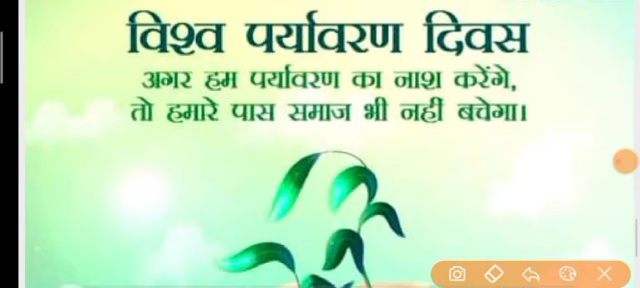 विश्व पर्यावरण दिवस
अगर हम पर्यावरण का नाश करेंगे,
तो हमारे पास समाज भी नहीं बचेगा।